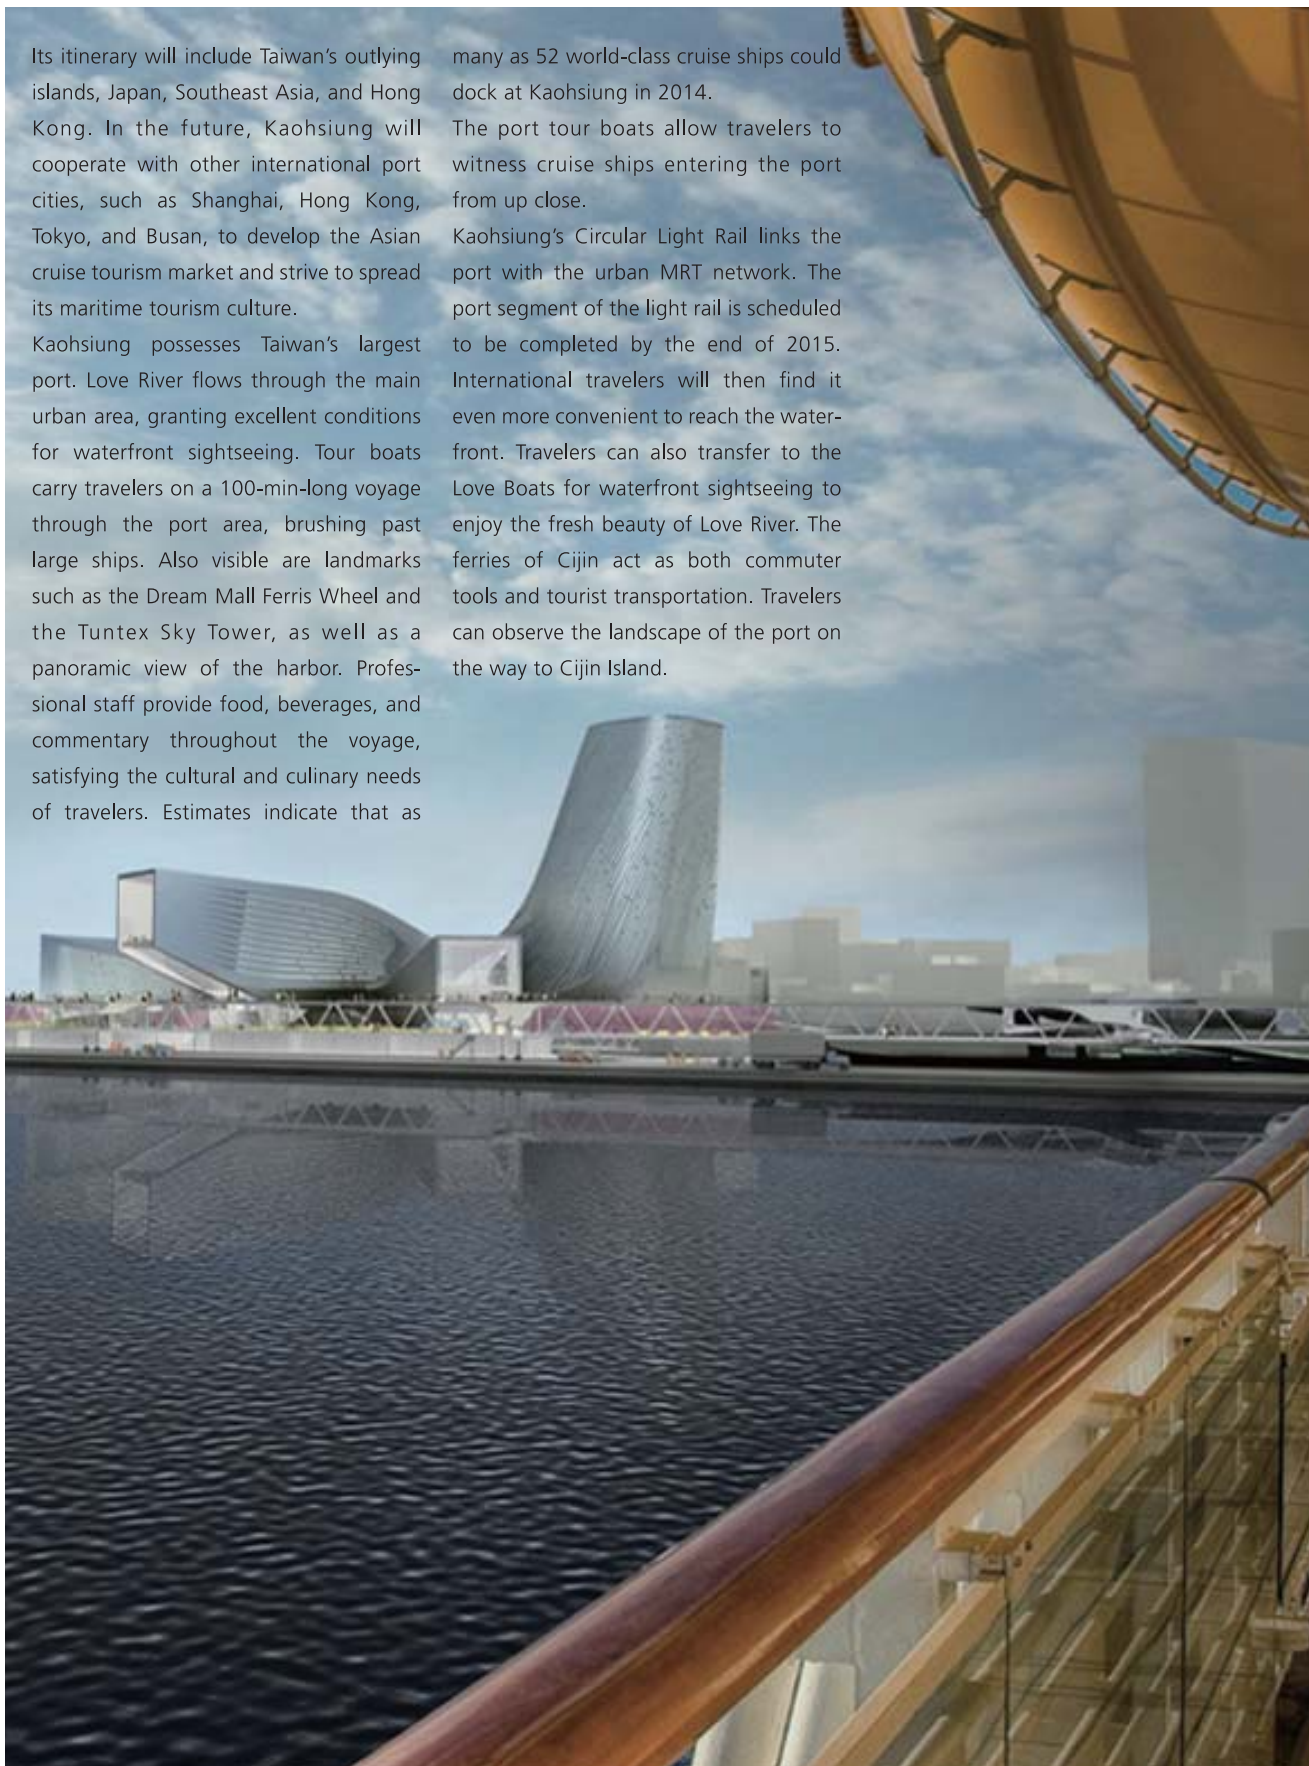 Its itinerary will include Taiwan’s outlying
islands, Japan, Southeast Asia, and Hong
Kong. In the future, Kaohsiung will
cooperate with other international port
cities, such as Shanghai, Hong Kong,
Tokyo, and Busan, to develop the Asian
cruise tourism market and strive to spread
its maritime tourism culture.
Kaohsiung possesses Taiwan’s largest
port. Love River flows through the main
urban area, granting excellent conditions
for waterfront sightseeing. Tour boats
carry travelers on a 100-min-long voyage
through the port area, brushing past
large ships. Also visible are landmarks
such as the Dream Mall Ferris Wheel and
the Tuntex Sky Tower, as well as a
panoramic view of the harbor. Profes-
sional staff provide food, beverages, and
commentary throughout the voyage,
satisfying the cultural and culinary needs
of travelers. Estimates indicate that as
many as 52 world-class cruise ships could
dock at Kaohsiung in 2014.
The port tour boats allow travelers to
witness cruise ships entering the port
from up close.
Kaohsiung’s Circular Light Rail links the
port with the urban MRT network. The
port segment of the light rail is scheduled
to be completed by the end of 2015.
International travelers will then find it
even more convenient to reach the water-
front. Travelers can also transfer to the
Love Boats for waterfront sightseeing to
enjoy the fresh beauty of Love River. The
ferries of Cijin act as both commuter
tools and tourist transportation. Travelers
can observe the landscape of the port on
the way to Cijin Island.